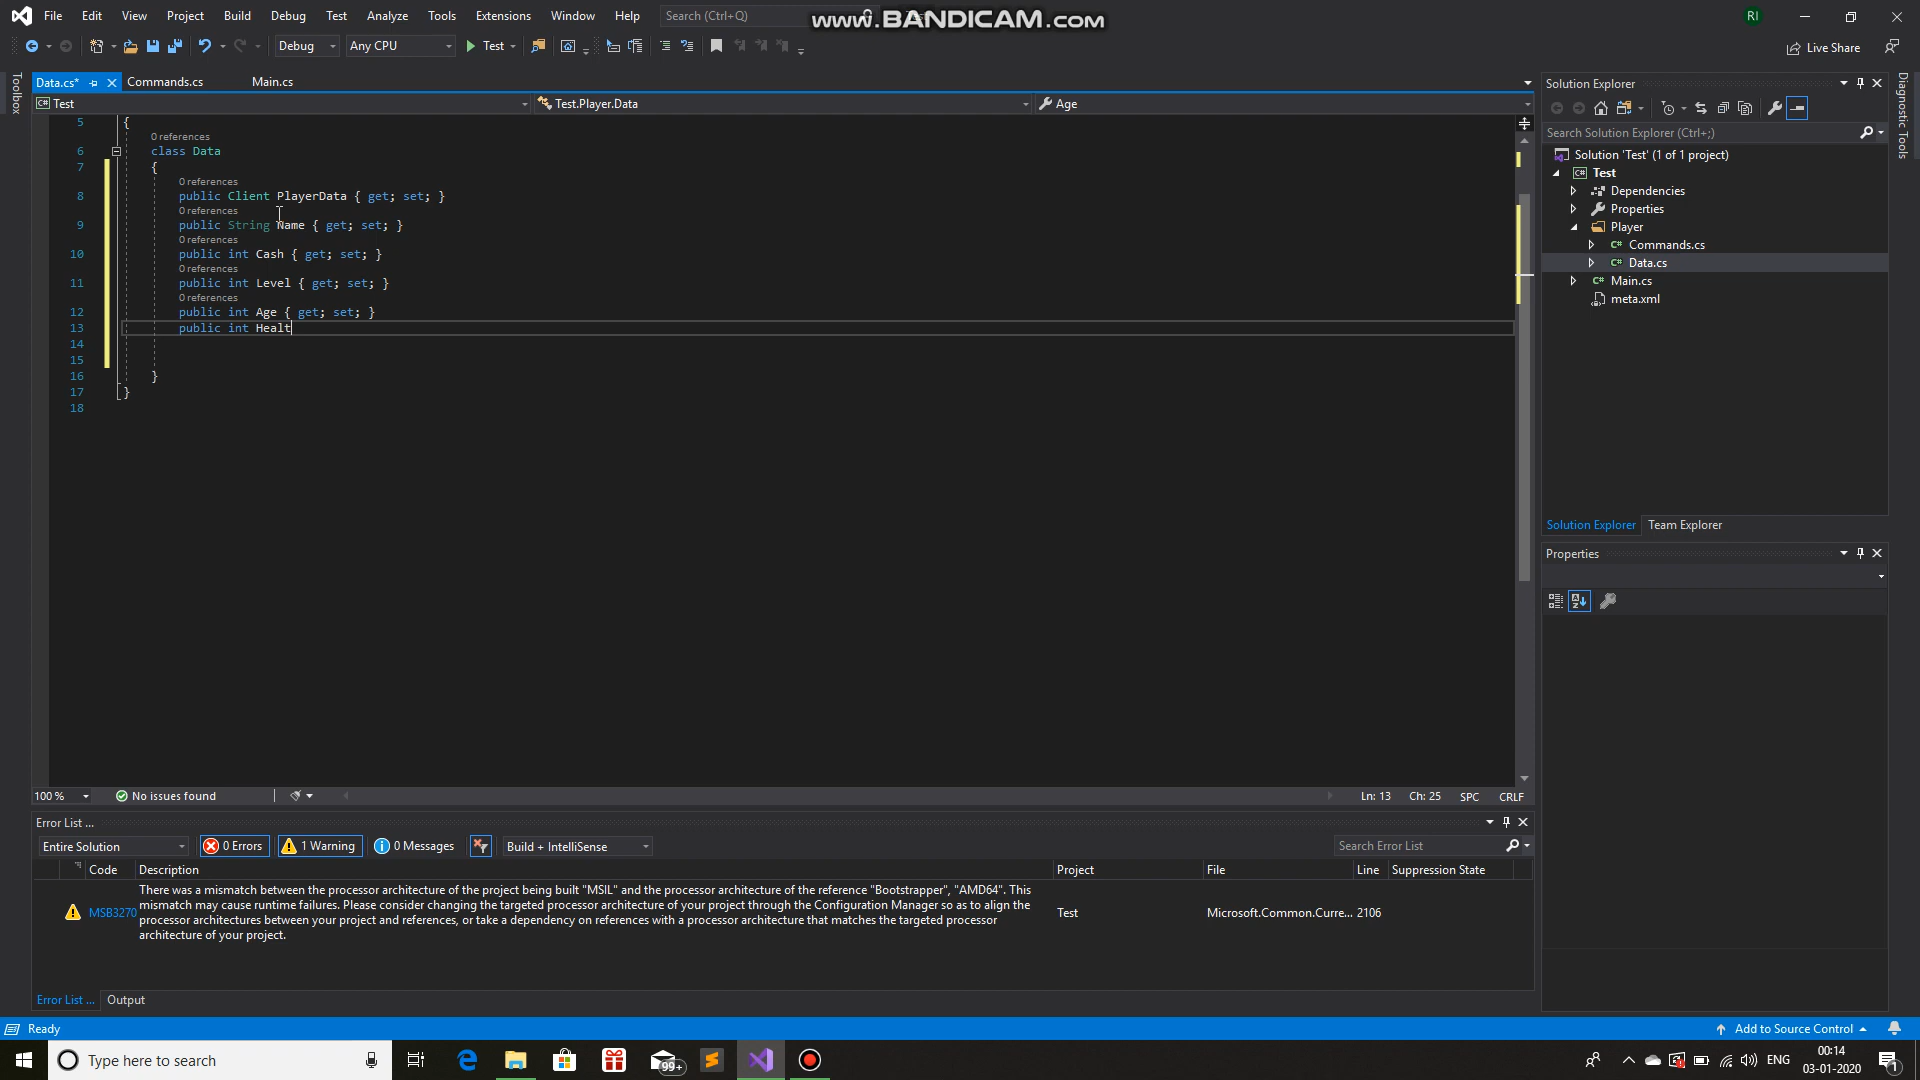 File Edit View Project Build Debug Test Analyze Tools Extensions Window Help Search (Ctrl+Q)
www.BANDICAM.com
RI
Debug Any CPU Test Live Share
Toolbox
Data.cs* Commands.cs Main.cs
Test Test.Player.Data Age
5 {
0 references
6 class Data
7 {
0 references
8 public Client PlayerData { get; set; }
0 references
9 public String Name { get; set; }
0 references
10 public int Cash { get; set; }
0 references
11 public int Level { get; set; }
0 references
12 public int Age { get; set; }
13 public int Healt
14
15
16 }
17 }
18
100 % No issues found Ln: 13 Ch: 25 SPC CRLF
Solution Explorer
Search Solution Explorer (Ctrl+;)
Solution 'Test' (1 of 1 project)
C# Test
Dependencies
Properties
Player
C# Commands.cs
C# Data.cs
C# Main.cs
meta.xml
Solution Explorer Team Explorer
Properties
Diagnostic Tools
Error List ...
Entire Solution 0 Errors 1 Warning 0 Messages Build + IntelliSense Search Error List
Code Description Project File Line Suppression State
MSB3270 There was a mismatch between the processor architecture of the project being built "MSIL" and the processor architecture of the reference "Bootstrapper", "AMD64". This
mismatch may cause runtime failures. Please consider changing the targeted processor architecture of your project through the Configuration Manager so as to align the
processor architectures between your project and references, or take a dependency on references with a processor architecture that matches the targeted processor
architecture of your project.
Test Microsoft.Common.Curre... 2106
Error List ... Output
Ready Add to Source Control
Type here to search 99+ ENG 00:14
03-01-2020 1